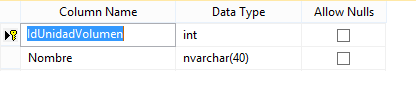 Column Name Data Type Allow Nulls
IdUnidadVolumen int
Nombre nvarchar(40)